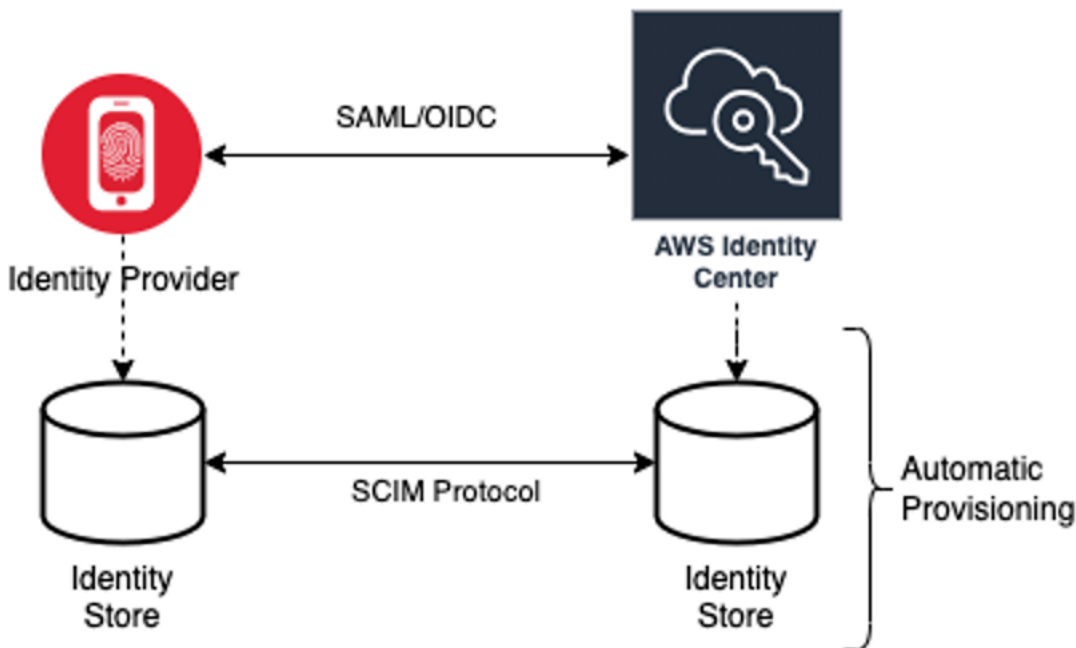 SAML/OIDC
AWS Identity
Center
Identity Provider
SCIM Protocol
Automatic
Provisioning
Identity
Store
Identity
Store